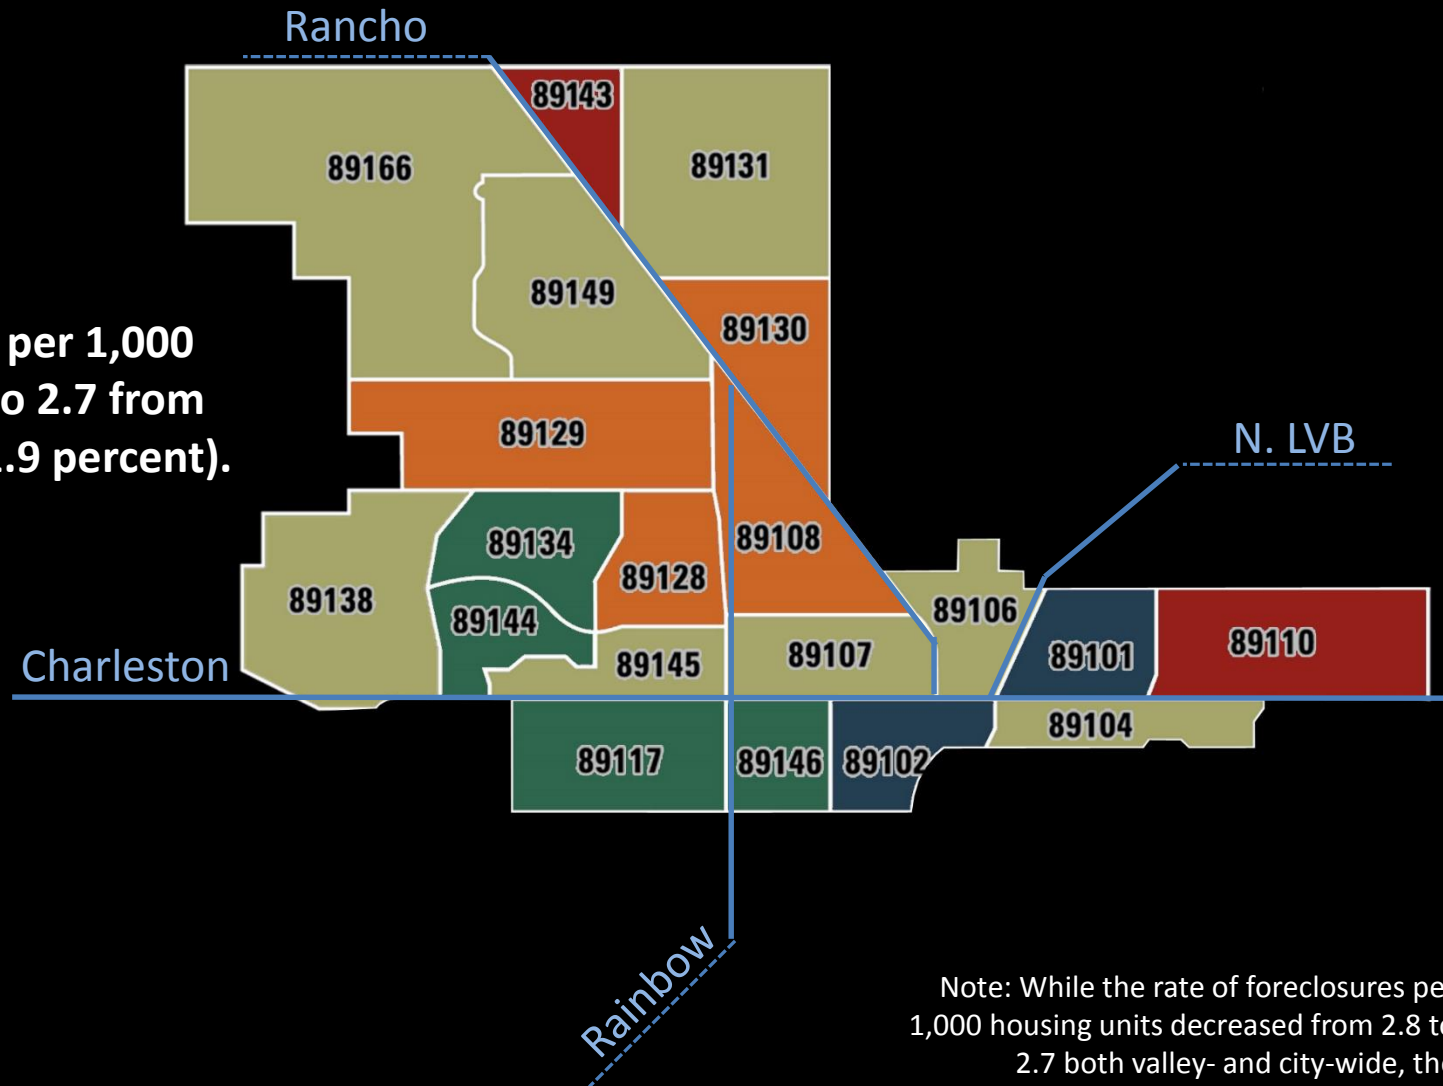 Rancho
89143
89166
89131
89149
89130
per 1,000
o 2.7 from
.9 percent).
89129
N. LVB
89134
89108
89128
89138
89106
89144
89107
89101
89110
89145
Charleston
89104
89117
89146
89102
Rainbow
Note: While the rate of foreclosures pe
1,000 housing units decreased from 2.8 to
2.7 both valley- and city-wide, the